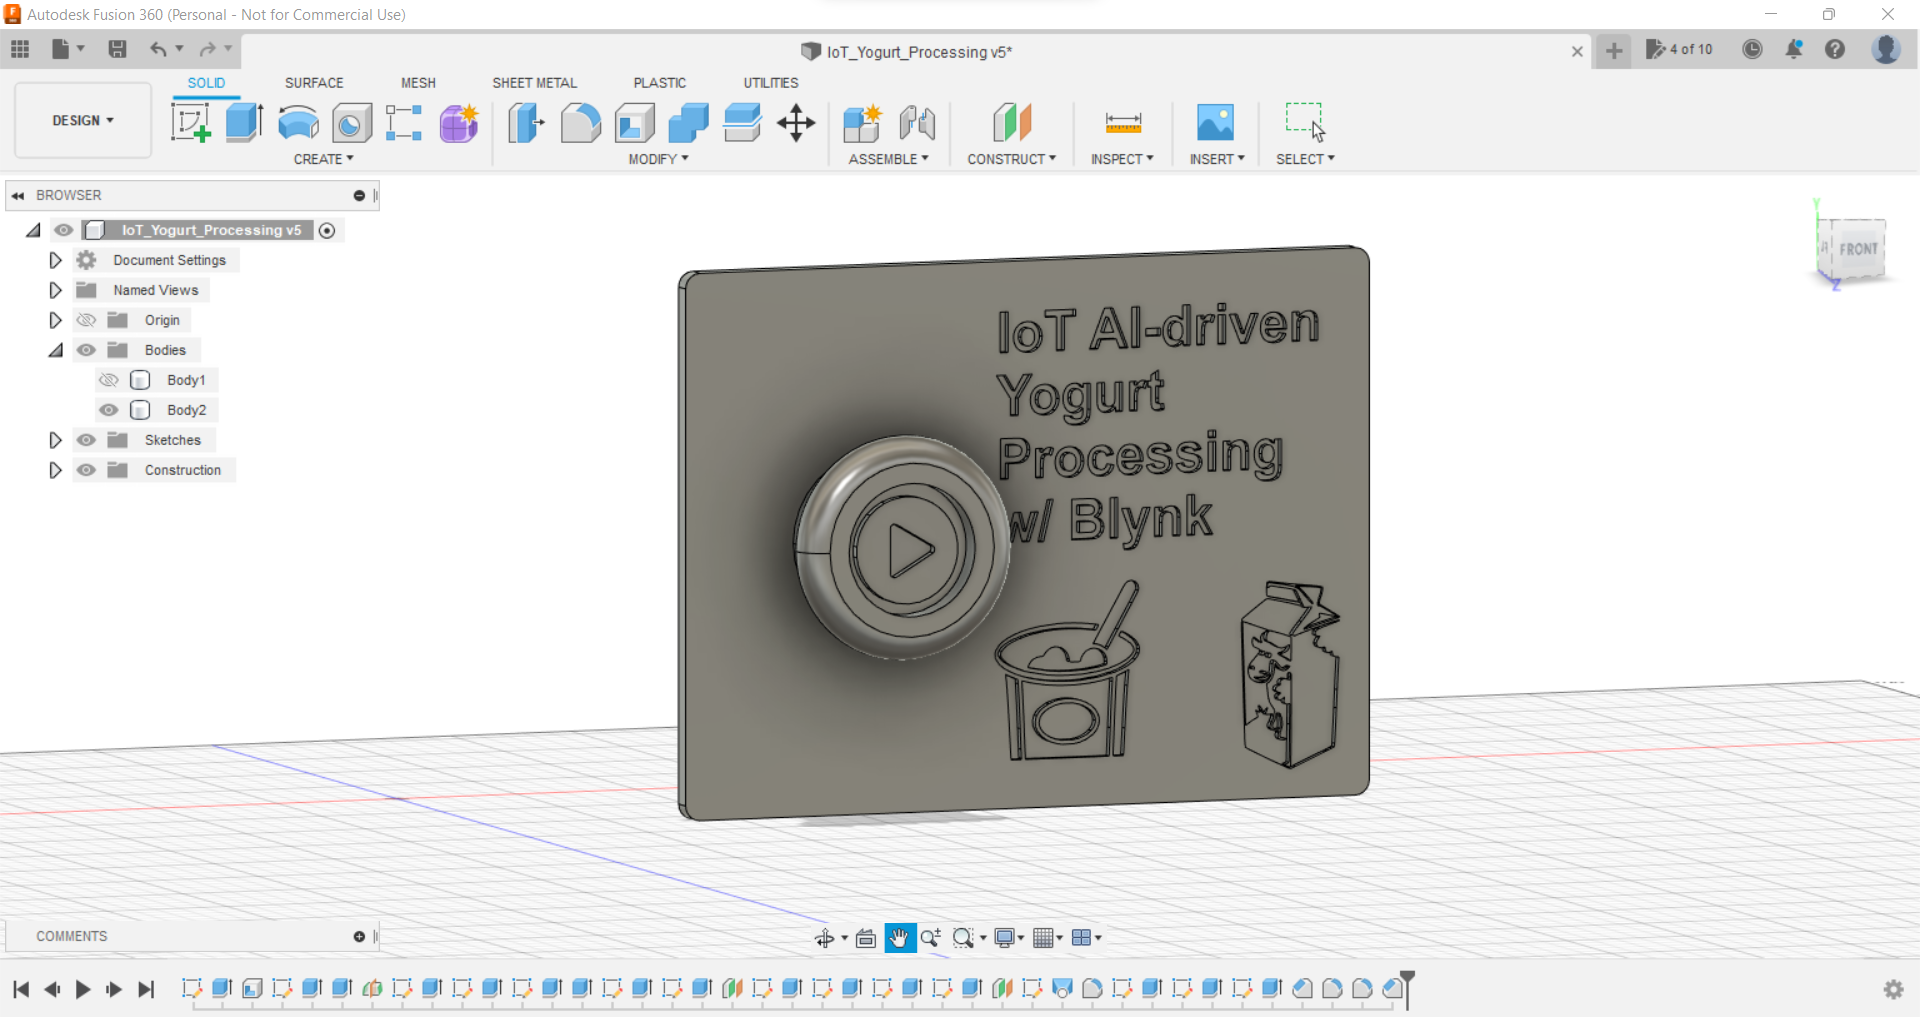 Autodesk Fusion 360 (Personal - Not for Commercial Use)
IoT_Yogurt_Processing v5*
4 of 10
SOLID SURFACE MESH SHEET METAL PLASTIC UTILITIES
DESIGN
CREATE MODIFY ASSEMBLE CONSTRUCT INSPECT INSERT SELECT
BROWSER
IoT_Yogurt_Processing v5
Document Settings
Named Views
Origin
Bodies
Body1
Body2
Sketches
Construction
IoT AI-driven
Yogurt
Processing
w/ Blynk
Y
FRONT
Z
COMMENTS